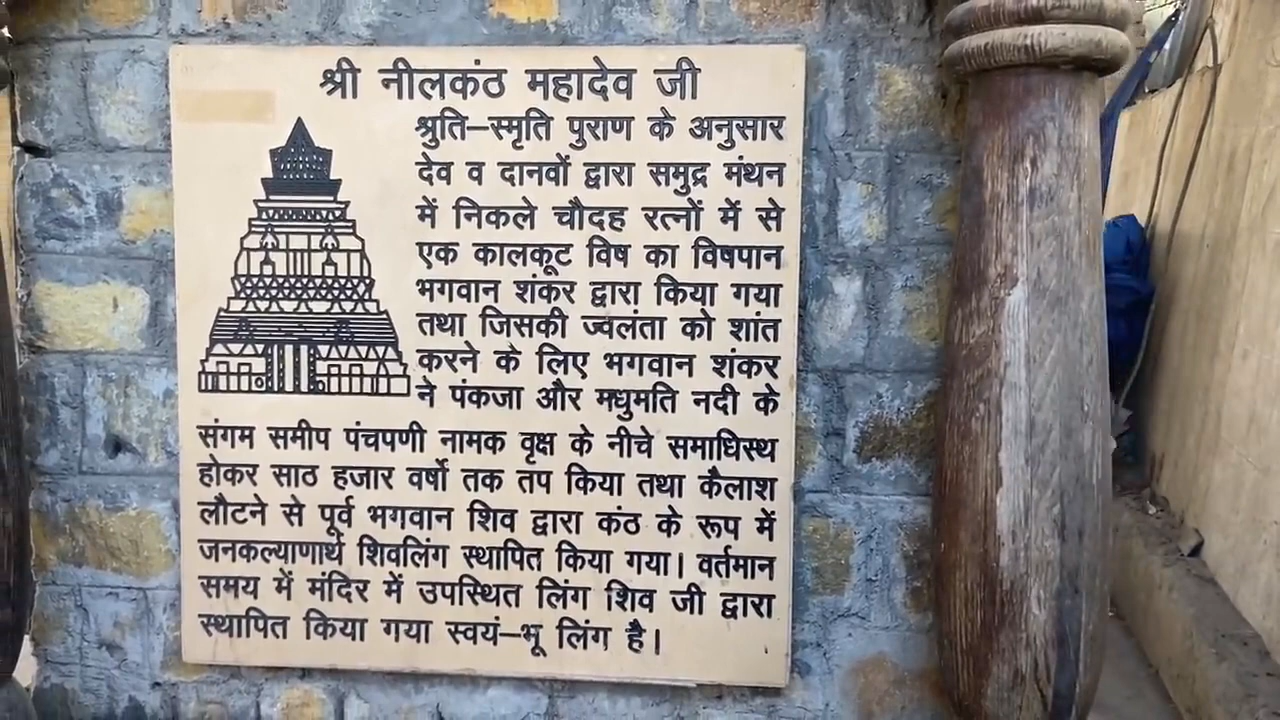 श्री नीलकंठ महादेव जी
श्रुति–स्मृति पुराण के अनुसार
देव व दानवों द्वारा समुद्र मंथन
में निकले चौदह रत्नों में से
एक कालकूट विष का विषपान
भगवान शंकर द्वारा किया गया
तथा जिसकी ज्वलंता को शांत
करने के लिए भगवान शंकर
ने पंकजा और मधुमति नदी के
संगम समीप पंचपणी नामक वृक्ष के नीचे समाधिस्थ
होकर साठ हजार वर्षो तक तप किया तथा कैलाश
लौटने से पूर्व भगवान शिव द्वारा कंठ के रूप में
जनकल्याणार्थ शिवलिंग स्थापित किया गया। वर्तमान
समय में मंदिर में उपस्थित लिंग शिव जी द्वारा
स्थापित किया गया स्वयं–भू लिंग है।